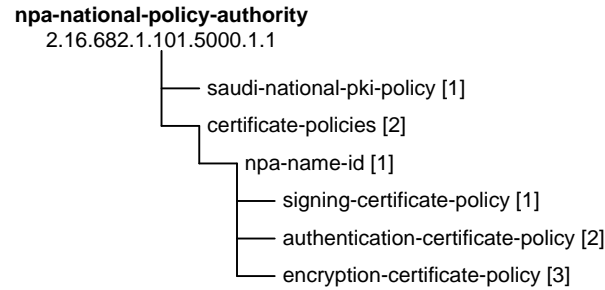 npa-national-policy-authority
2.16.682.1.101.5000.1.1
saudi-national-pki-policy [1]
certificate-policies [2]
npa-name-id [1]
signing-certificate-policy [1]
authentication-certificate-policy [2]
encryption-certificate-policy [3]